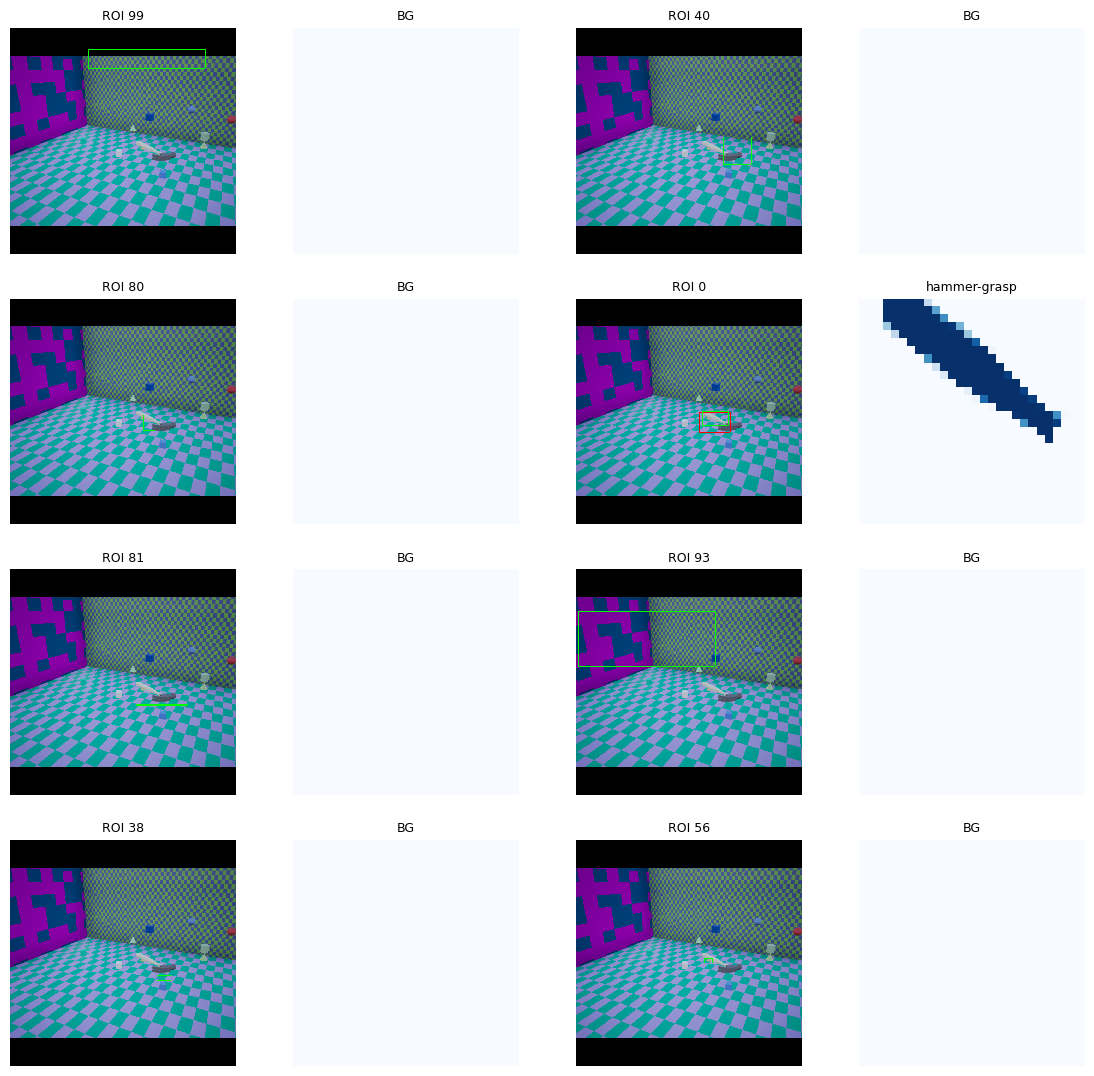 ROI 99
BG
ROI 40
BG
ROI 80
BG
ROI 0
hammer-grasp
ROI 81
BG
ROI 93
BG
ROI 38
BG
ROI 56
BG